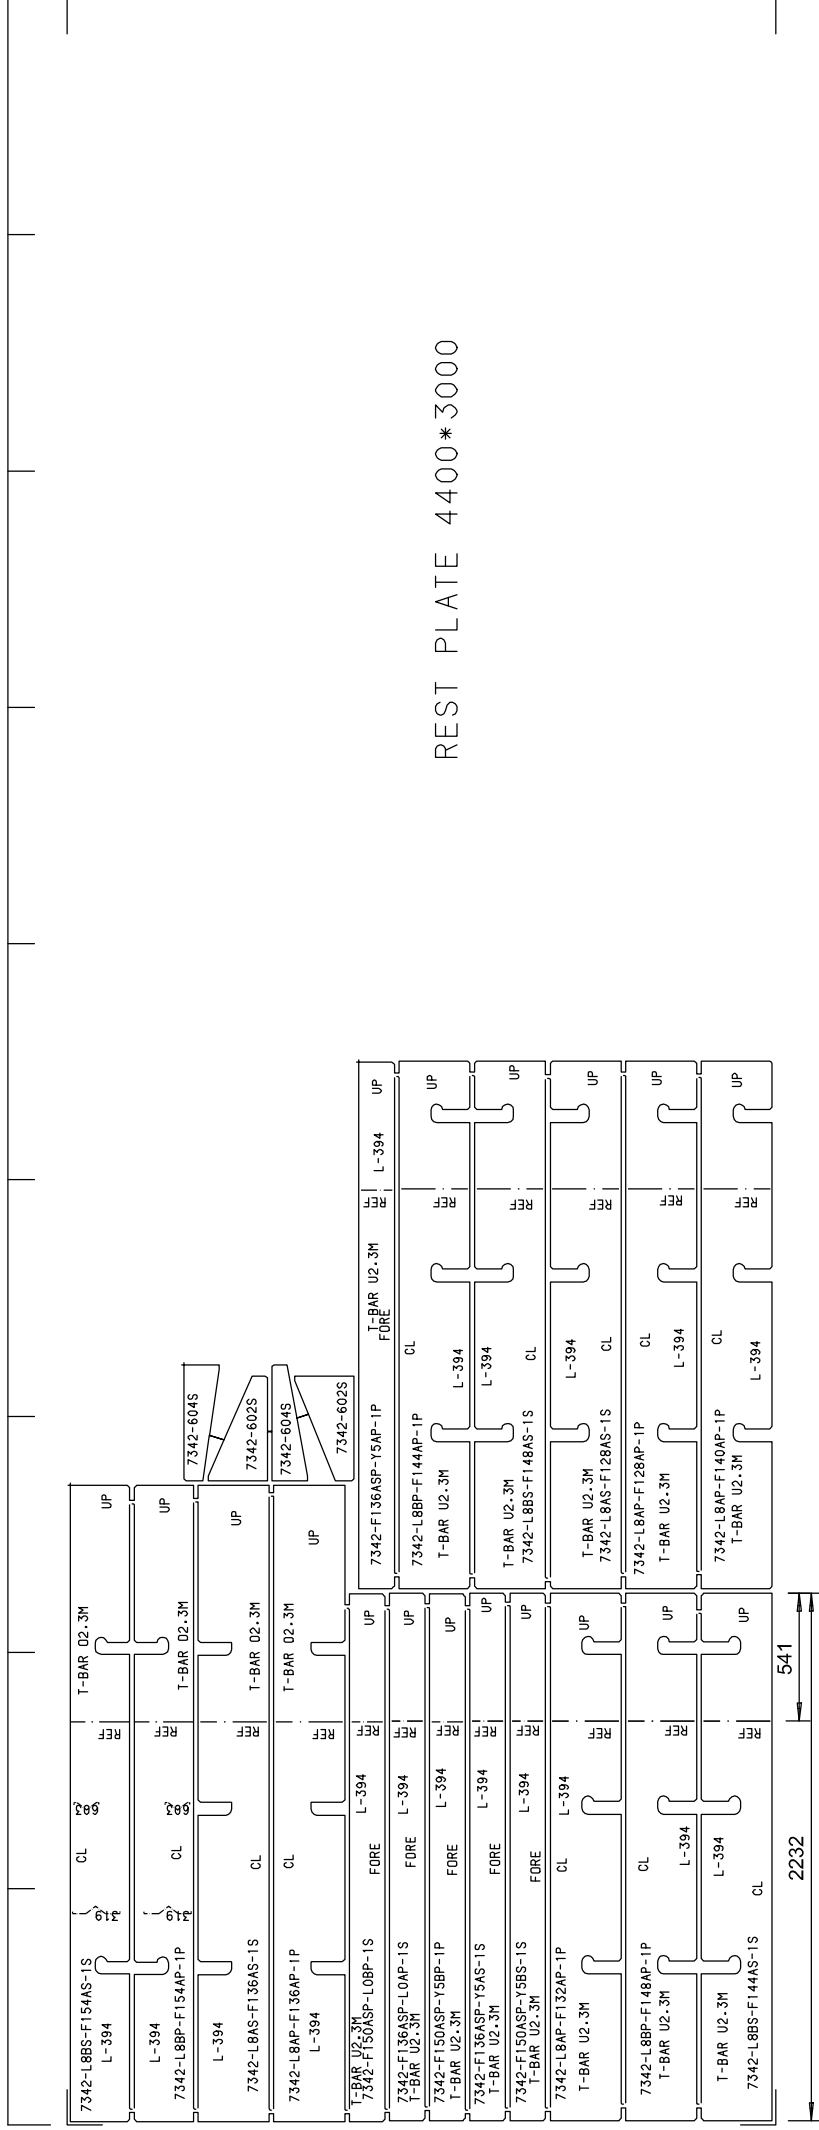 REST PLATE 4400*3000
UP
L-394
REF
T-BAR U2.3M
FORE
7342-F136ASP-Y5AP-1P
UP
REF
CL
L-394
7342-L8BP-F144AP-1P
T-BAR U2.3M
UP
REF
L-394
CL
T-BAR U2.3M
7342-L8BS-F148AS-1S
UP
REF
L-394
CL
T-BAR U2.3M
7342-L8AS-F128AS-1S
UP
REF
CL
L-394
7342-L8AP-F128AP-1P
T-BAR U2.3M
UP
REF
CL
L-394
7342-L8AP-F140AP-1P
T-BAR U2.3M
7342-604S
7342-602S
7342-604S
7342-602S
UP
T-BAR O2.3M
REF
603
CL
319
7342-L8BS-F154AS-1S
L-394
UP
T-BAR O2.3M
REF
603
CL
319
L-394
7342-L8BP-F154AP-1P
UP
T-BAR O2.3M
REF
CL
L-394
7342-L8AS-F136AS-1S
UP
T-BAR O2.3M
REF
CL
7342-L8AP-F136AP-1P
L-394
UP
REF
L-394
FORE
T-BAR U2.3M
7342-F150ASP-L0BP-1S
UP
REF
L-394
FORE
7342-F136ASP-L0AP-1S
T-BAR U2.3M
UP
REF
L-394
FORE
7342-F150ASP-Y5BP-1P
T-BAR U2.3M
UP
REF
L-394
FORE
7342-F136ASP-Y5AS-1S
T-BAR U2.3M
UP
REF
L-394
FORE
7342-F150ASP-Y5BS-1S
T-BAR U2.3M
UP
REF
L-394
CL
7342-L8AP-F132AP-1P
T-BAR U2.3M
UP
REF
L-394
CL
7342-L8BP-F148AP-1P
T-BAR U2.3M
UP
REF
L-394
CL
T-BAR U2.3M
7342-L8BS-F144AS-1S
541
2232